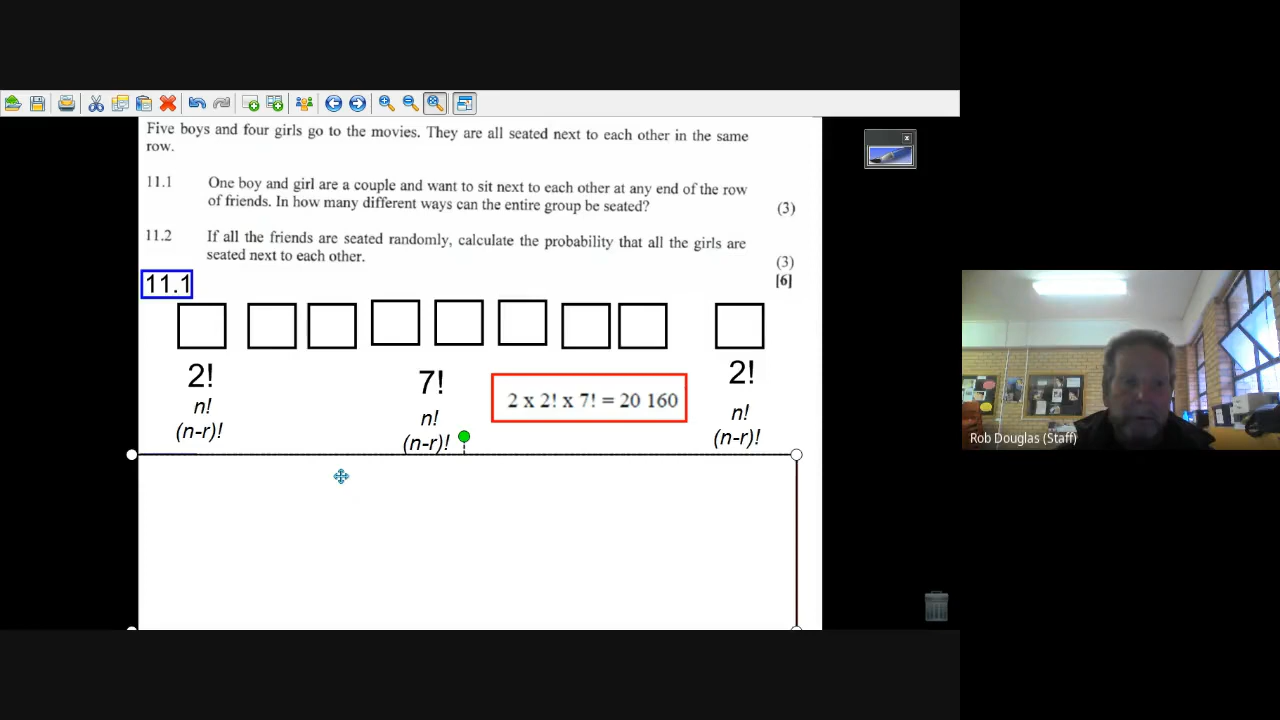 Five boys and four girls go to the movies. They are all seated next to each other in the same
row.
11.1 One boy and girl are a couple and want to sit next to each other at any end of the row
of friends. In how many different ways can the entire group be seated?
(3)
11.2 If all the friends are seated randomly, calculate the probability that all the girls are
seated next to each other.
(3)
[6]
11.1
2! 7! 2!
2 x 2! x 7! = 20 160
n! n! n!
(n-r)! (n-r)! (n-r)!
Rob Douglas (Staff)